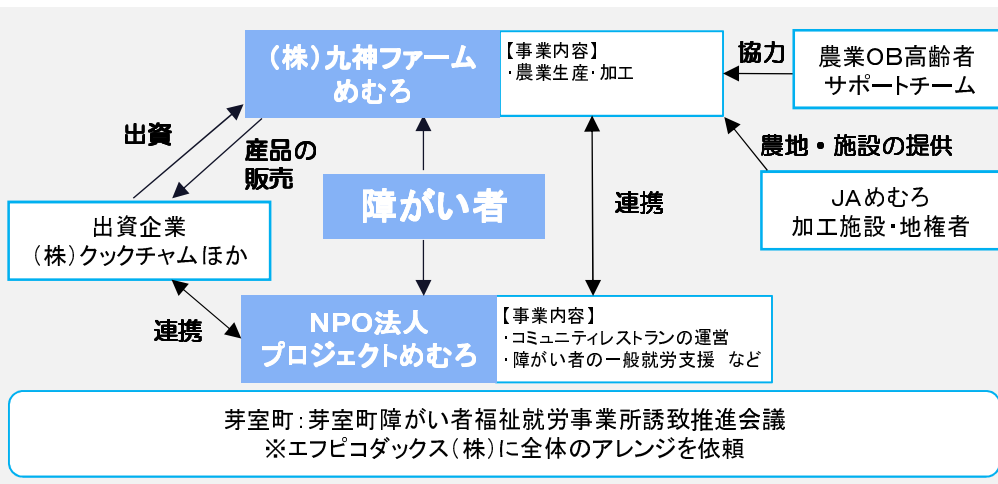 (株)九神ファーム
めむろ
【事業内容】
・農業生産・加工
協力
農業OB高齢者
サポートチーム
出資
産品の
販売
農地・施設の提供
障がい者
連携
JAめむろ
加工施設・地権者
出資企業
(株)クックチャムほか
連携
NPO法人
プロジェクトめむろ
【事業内容】
・コミュニティレストランの運営
・障がい者の一般就労支援 など
芽室町:芽室町障がい者福祉就労事業所誘致推進会議
※エフピコダックス(株)に全体のアレンジを依頼